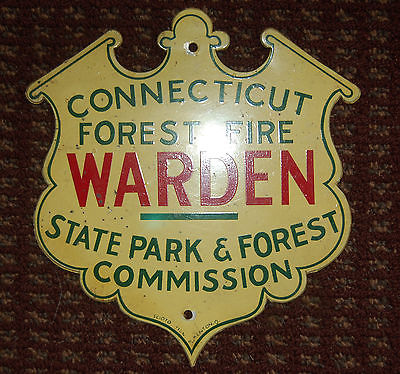 CONNECTICUT
FOREST FIRE
WARDEN
STATE PARK & FOREST
COMMISSION